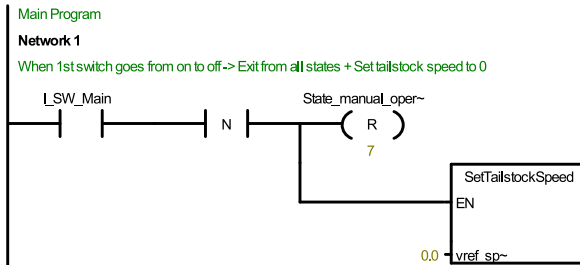 Main Program
Network 1
When 1st switch goes from on to off -> Exit from all states + Set tailstock speed to 0
I_SW_Main
State_manual_oper~
N
R
7
SetTailstockSpeed
EN
0.0
vref_sp~